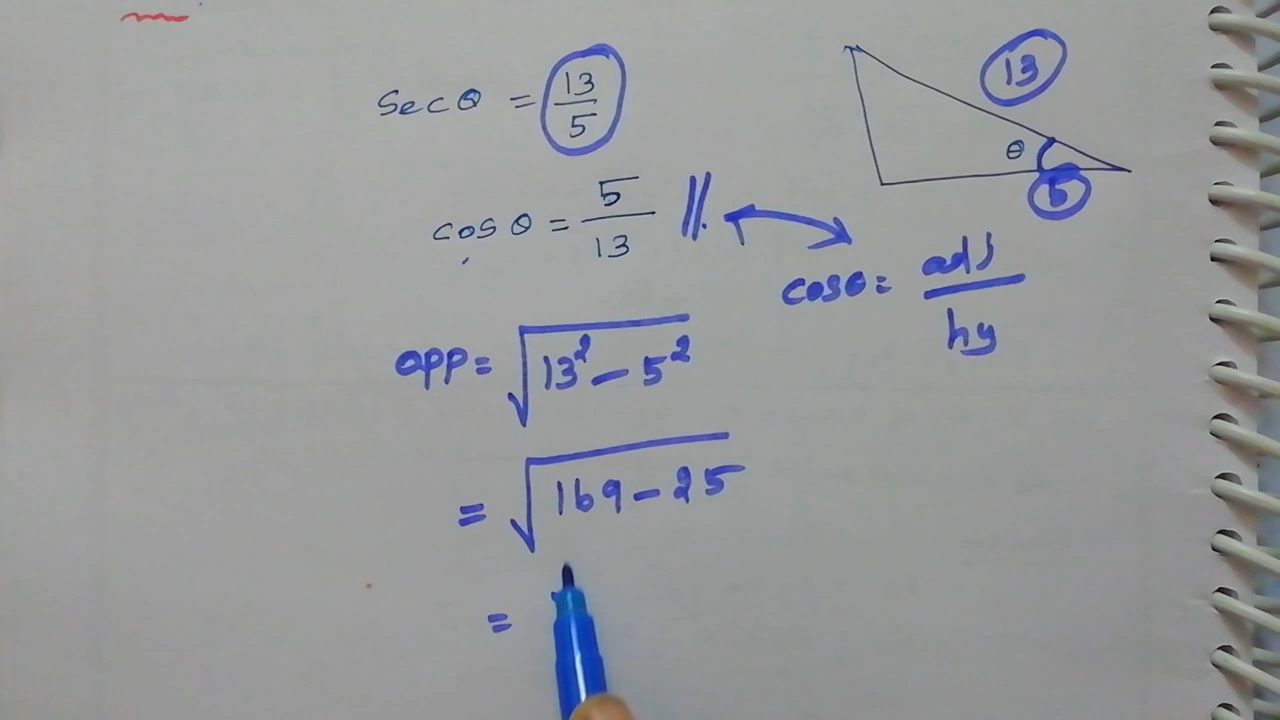 secθ = 13/5
13
θ
5
cosθ = 5/13 //.
cosθ = adj/hy
opp = √13² – 5²
= √169 – 25
=